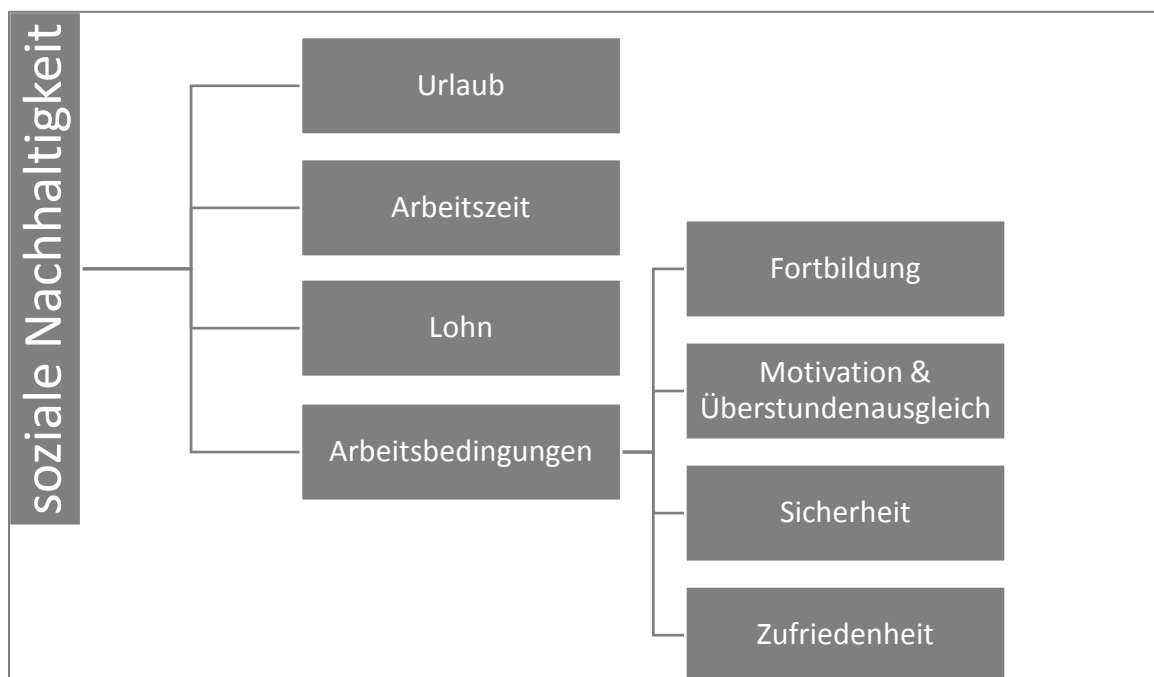 soziale Nachhaltigkeit
Urlaub
Arbeitszeit
Lohn
Arbeitsbedingungen
Fortbildung
Motivation &
Überstundenausgleich
Sicherheit
Zufriedenheit